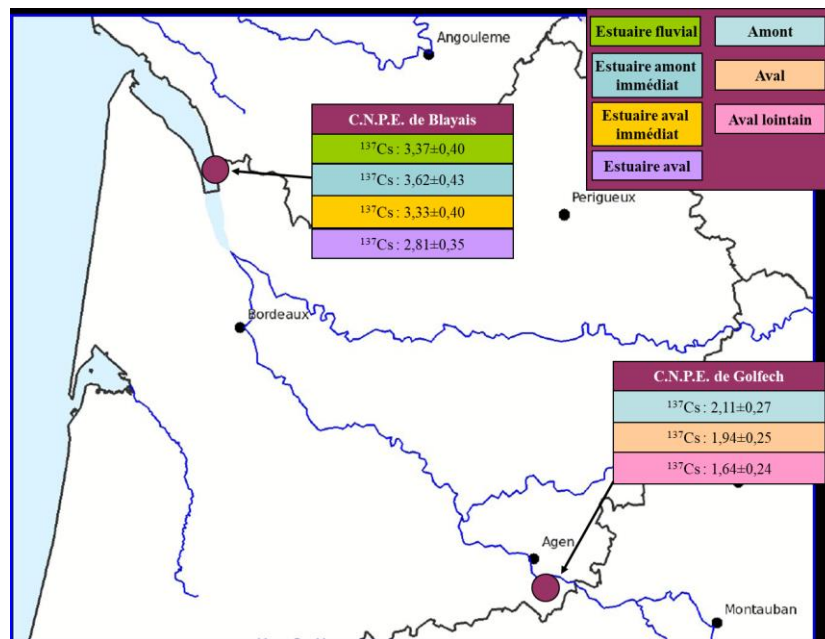 Angouleme
Estuaire fluvial
Amont
Estuaire amont
immédiat
Aval
Estuaire aval
immédiat
Aval lointain
Estuaire aval
C.N.P.E. de Blayais
¹³⁷Cs : 3,37±0,40
¹³⁷Cs : 3,62±0,43
¹³⁷Cs : 3,33±0,40
¹³⁷Cs : 2,81±0,35
Perigueux
Bordeaux
C.N.P.E. de Golfech
¹³⁷Cs : 2,11±0,27
¹³⁷Cs : 1,94±0,25
¹³⁷Cs : 1,64±0,24
Agen
Montauban